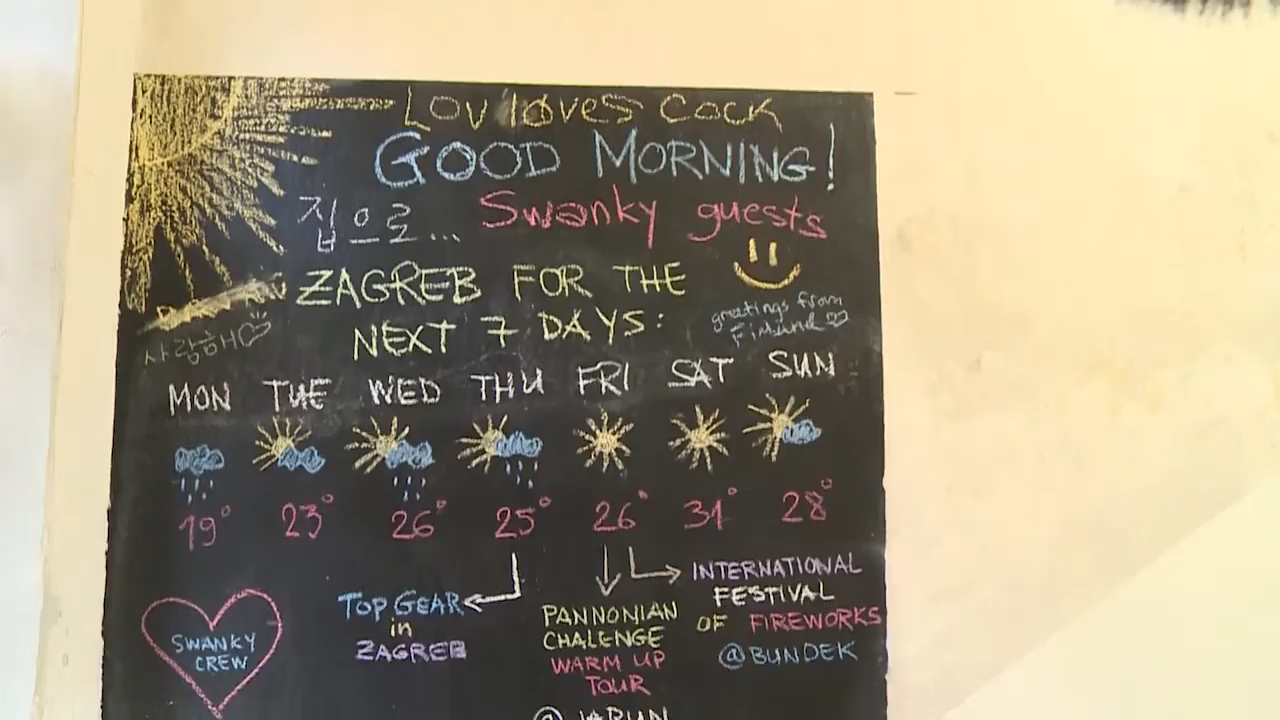 Lov loves Cock
GOOD MORNING!
집으로... Swanky guests
ZAGREB FOR THE
NEXT 7 DAYS:
greetings from
Finland
사랑해
MON TUE WED THU FRI SAT SUN
19° 23° 26° 25° 26° 31° 28°
SWANKY
CREW
TOP GEAR
in
ZAGREB
PANNONIAN
CHALENGE
WARM UP
TOUR
@ JARUN
INTERNATIONAL
FESTIVAL
OF FIREWORKS
@ BUNDEK